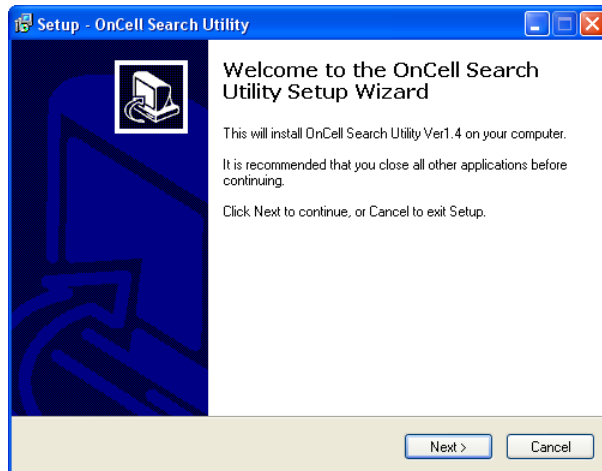 Setup - OnCell Search Utility
Welcome to the OnCell Search
Utility Setup Wizard
This will install OnCell Search Utility Ver1.4 on your computer.
It is recommended that you close all other applications before
continuing.
Click Next to continue, or Cancel to exit Setup.
Next >
Cancel